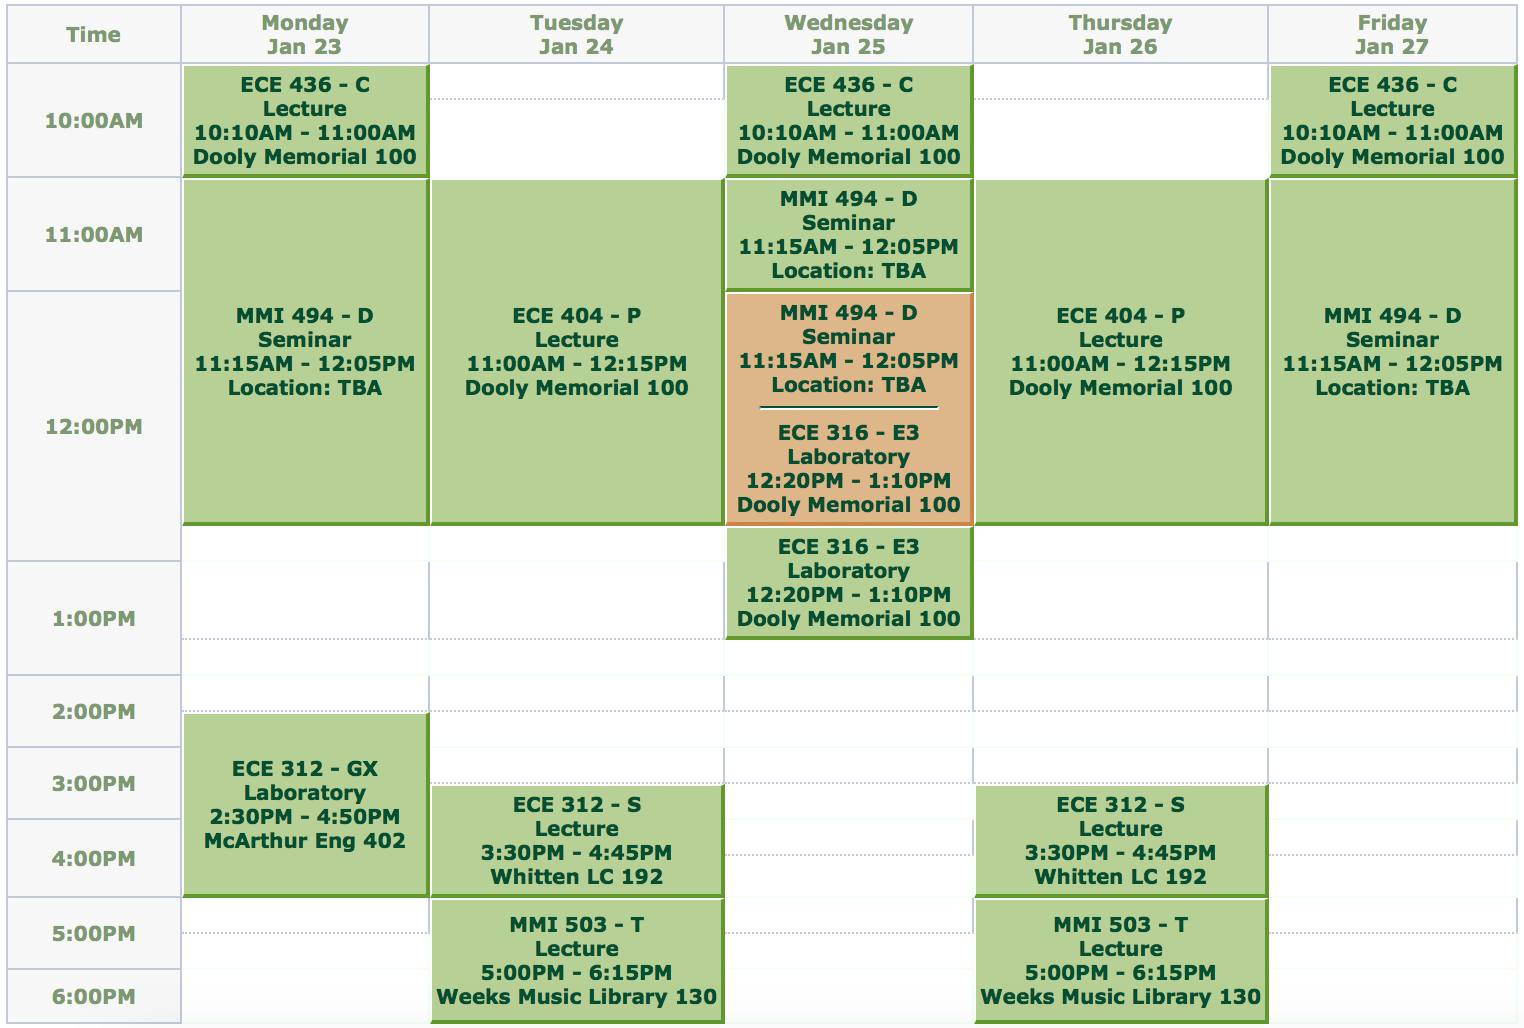 Time
Monday
Jan 23
Tuesday
Jan 24
Wednesday
Jan 25
Thursday
Jan 26
Friday
Jan 27
10:00AM
ECE 436 - C
Lecture
10:10AM - 11:00AM
Dooly Memorial 100
ECE 436 - C
Lecture
10:10AM - 11:00AM
Dooly Memorial 100
ECE 436 - C
Lecture
10:10AM - 11:00AM
Dooly Memorial 100
11:00AM
MMI 494 - D
Seminar
11:15AM - 12:05PM
Location: TBA
ECE 404 - P
Lecture
11:00AM - 12:15PM
Dooly Memorial 100
MMI 494 - D
Seminar
11:15AM - 12:05PM
Location: TBA
ECE 404 - P
Lecture
11:00AM - 12:15PM
Dooly Memorial 100
MMI 494 - D
Seminar
11:15AM - 12:05PM
Location: TBA
12:00PM
MMI 494 - D
Seminar
11:15AM - 12:05PM
Location: TBA
ECE 316 - E3
Laboratory
12:20PM - 1:10PM
Dooly Memorial 100
ECE 316 - E3
Laboratory
12:20PM - 1:10PM
Dooly Memorial 100
1:00PM
2:00PM
ECE 312 - GX
Laboratory
2:30PM - 4:50PM
McArthur Eng 402
3:00PM
ECE 312 - S
Lecture
3:30PM - 4:45PM
Whitten LC 192
ECE 312 - S
Lecture
3:30PM - 4:45PM
Whitten LC 192
4:00PM
5:00PM
MMI 503 - T
Lecture
5:00PM - 6:15PM
Weeks Music Library 130
MMI 503 - T
Lecture
5:00PM - 6:15PM
Weeks Music Library 130
6:00PM